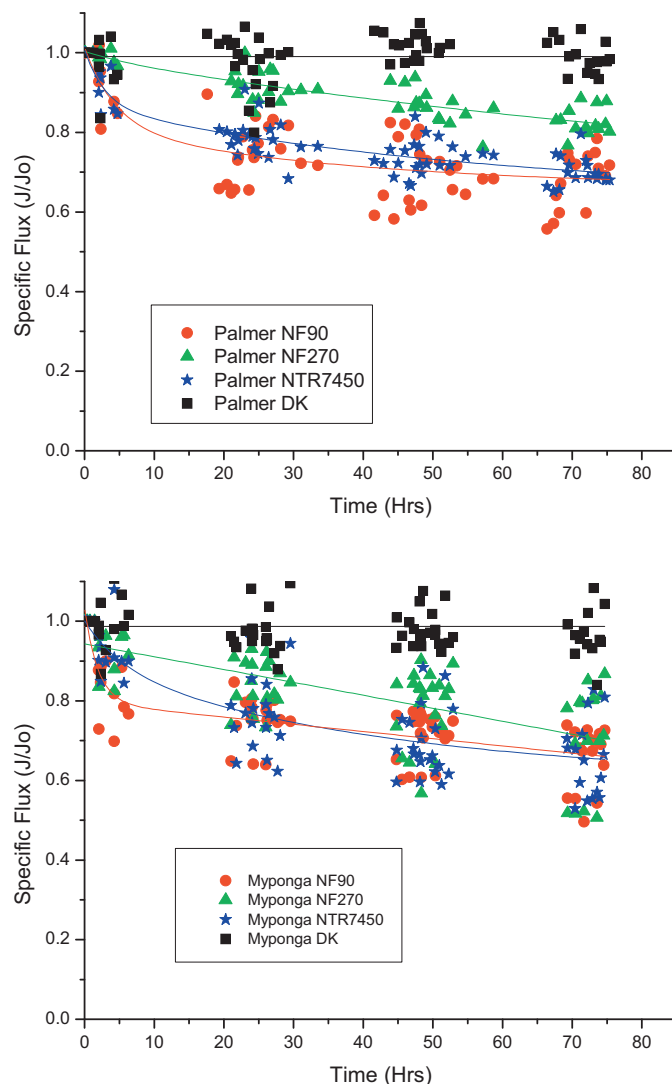 1.0
0.8
0.6
0.4
0.2
0.0
Specific Flux (J/Jo)
Palmer NF90
Palmer NF270
Palmer NTR7450
Palmer DK
0 10 20 30 40 50 60 70 80
Time (Hrs)
1.0
0.8
0.6
0.4
0.2
0.0
Specific Flux (J/Jo)
Myponga NF90
Myponga NF270
Myponga NTR7450
Myponga DK
0 10 20 30 40 50 60 70 80
Time (Hrs)